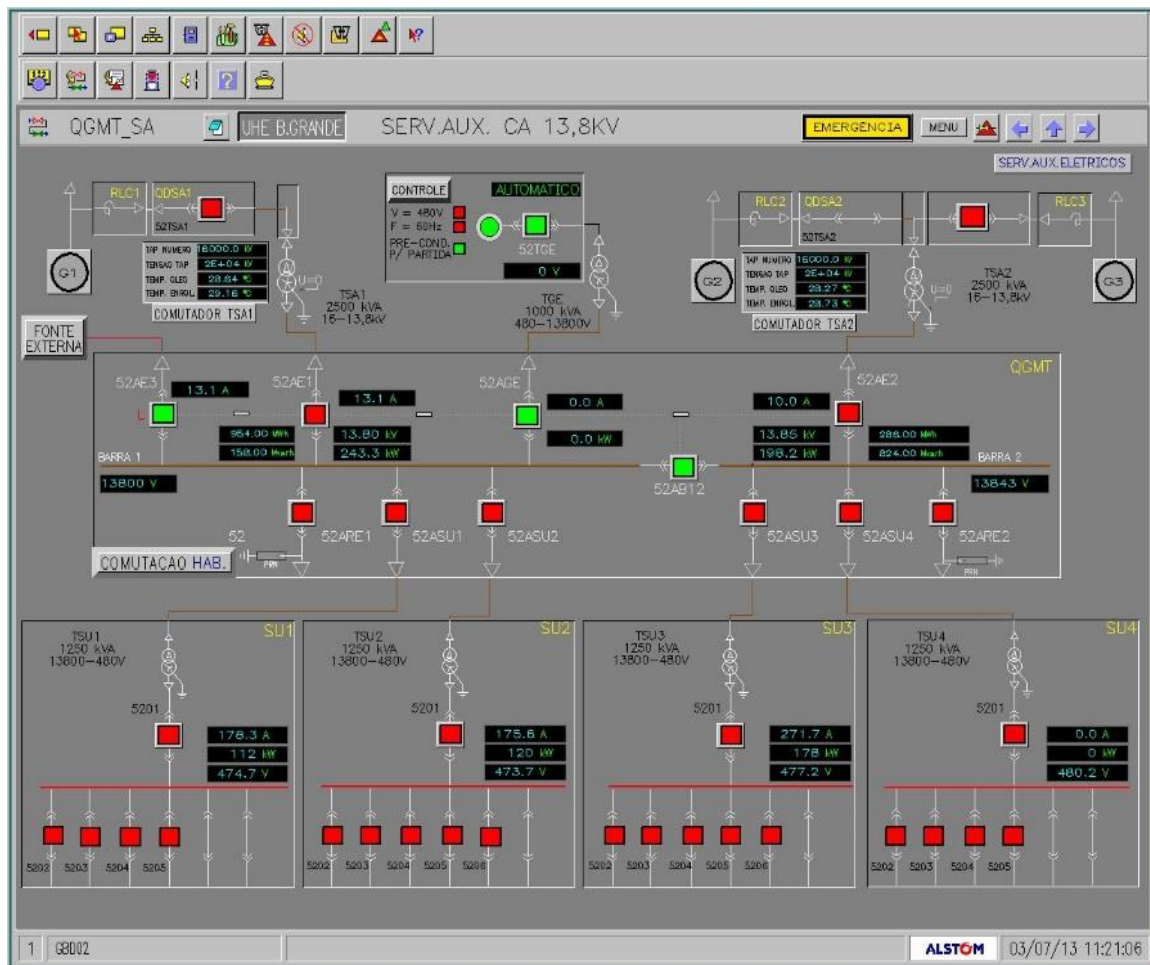 QGMT_SA
UHE B.GRANDE
SERV.AUX. CA 13,8KV
EMERGÊNCIA
MENU
SERV.AUX.ELETRICOS
RLC1
QDSA1
52TSA1
G1
TAP NUMERO 16000.0 kV
TENSAO TAP 2E+04 kV
TEMP. OLEO 28.84 °C
TEMP. ENROL. 29.16 °C
COMUTADOR TSA1
U=0
TSA1
2500 kVA
16-13,8kV
CONTROLE
AUTOMATICO
V = 480V
F = 60Hz
PRE-COND.
P/ PARTIDA
52TGE
0 V
TGE
1000 kVA
480-13800V
RLC2
QDSA2
52TSA2
RLC3
G2
G3
TAP NUMERO 16000.0 kV
TENSAO TAP 2E+04 kV
TEMP. OLEO 28.27 °C
TEMP. ENROL. 28.73 °C
COMUTADOR TSA2
U=0
TSA2
2500 kVA
16-13,8kV
FONTE
EXTERNA
QGMT
52AE3
13.1 A
L
52AE1
13.1 A
954.00 MWh
13.80 kV
158.00 Mvarh
243.3 kW
52AGE
0.0 A
0.0 kW
52AE2
10.0 A
13.85 kV
286.00 MWh
198.2 kW
824.00 Mvarh
BARRA 1
BARRA 2
13800 V
52AB12
13843 V
52
52ARE1
52ASU1
52ASU2
52ASU3
52ASU4
52ARE2
PRN
PRN
COMUTACAO HAB.
SU1
TSU1
1250 kVA
13800-480V
5201
178.3 A
112 kW
474.7 V
5202 5203 5204 5205
SU2
TSU2
1250 kVA
13800-480V
5201
175.6 A
120 kW
473.7 V
5202 5203 5204 5205 5206
SU3
TSU3
1250 kVA
13800-480V
5201
271.7 A
178 kW
477.2 V
5202 5203 5204 5205 5206
SU4
TSU4
1250 kVA
13800-480V
5201
0.0 A
0 kW
480.2 V
5202 5203 5204 5205
1
GBD02
ALSTOM
03/07/13 11:21:06